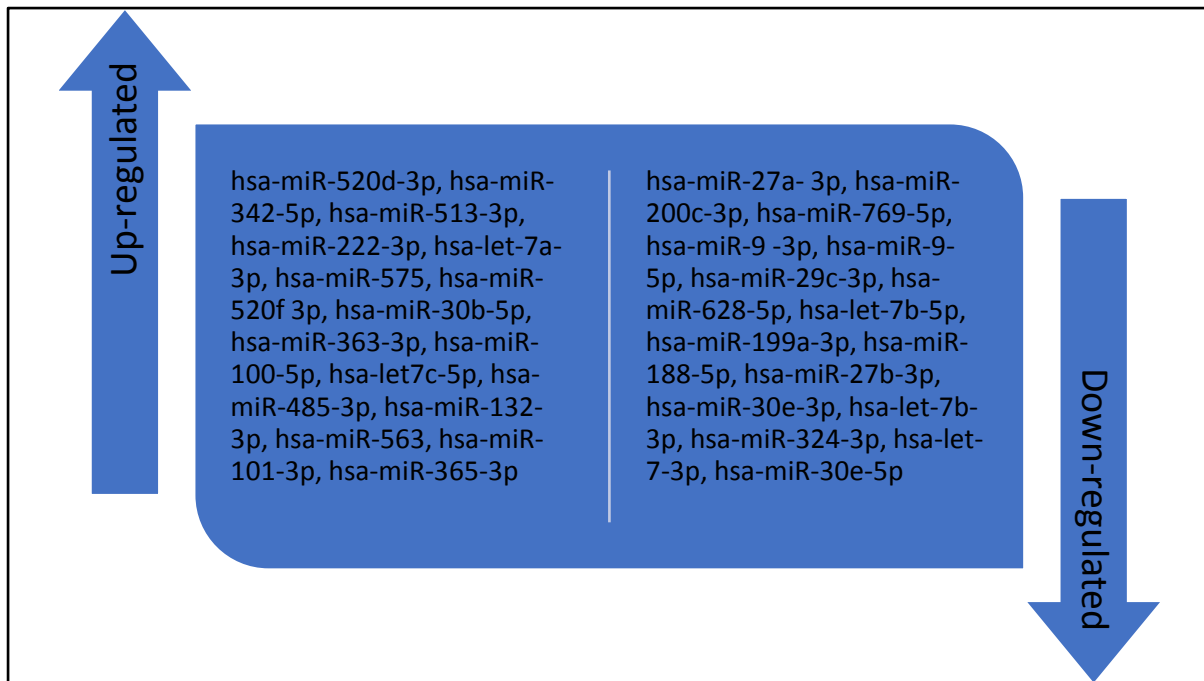 Up-regulated
hsa-miR-520d-3p, hsa-miR-
342-5p, hsa-miR-513-3p,
hsa-miR-222-3p, hsa-let-7a-
3p, hsa-miR-575, hsa-miR-
520f 3p, hsa-miR-30b-5p,
hsa-miR-363-3p, hsa-miR-
100-5p, hsa-let7c-5p, hsa-
miR-485-3p, hsa-miR-132-
3p, hsa-miR-563, hsa-miR-
101-3p, hsa-miR-365-3p
hsa-miR-27a- 3p, hsa-miR-
200c-3p, hsa-miR-769-5p,
hsa-miR-9 -3p, hsa-miR-9-
5p, hsa-miR-29c-3p, hsa-
miR-628-5p, hsa-let-7b-5p,
hsa-miR-199a-3p, hsa-miR-
188-5p, hsa-miR-27b-3p,
hsa-miR-30e-3p, hsa-let-7b-
3p, hsa-miR-324-3p, hsa-let-
7-3p, hsa-miR-30e-5p
Down-regulated